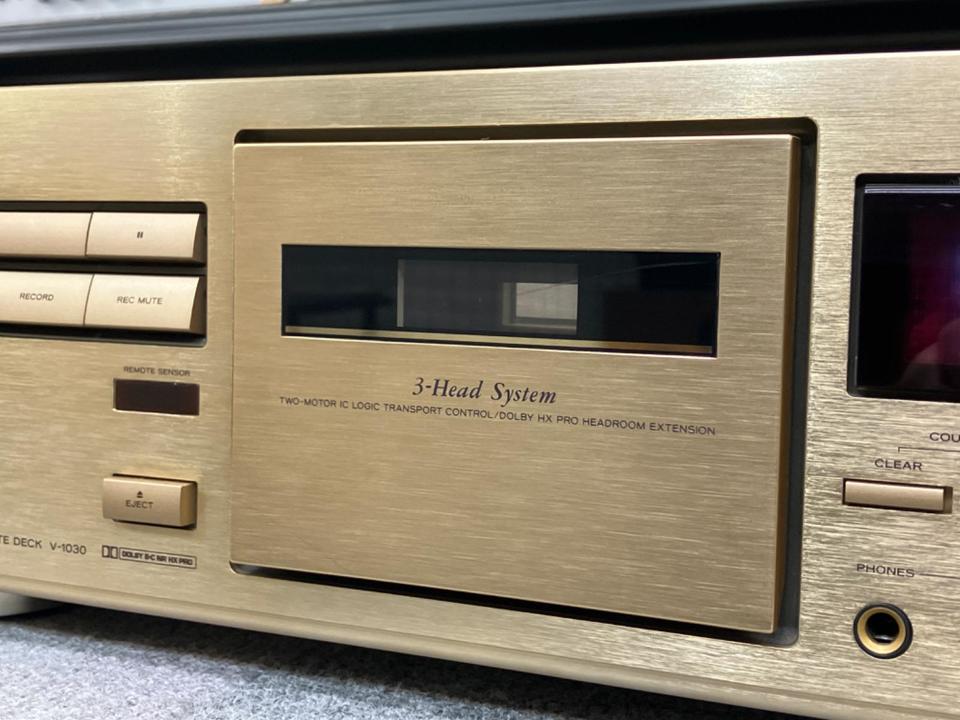 RECORD
REC MUTE
REMOTE SENSOR
EJECT
TE DECK V-1030
DOLBY B-C NR HX PRO
3-Head System
TWO-MOTOR IC LOGIC TRANSPORT CONTROL/DOLBY HX PRO HEADROOM EXTENSION
COU
CLEAR
PHONES